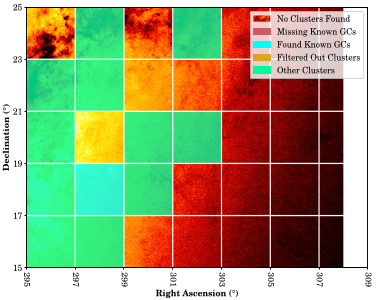 25
23
21
19
17
15
Declination (°)
No Clusters Found
Missing Known GCs
Found Known GCs
Filtered Out Clusters
Other Clusters
295
297
299
301
303
305
307
309
Right Ascension (°)